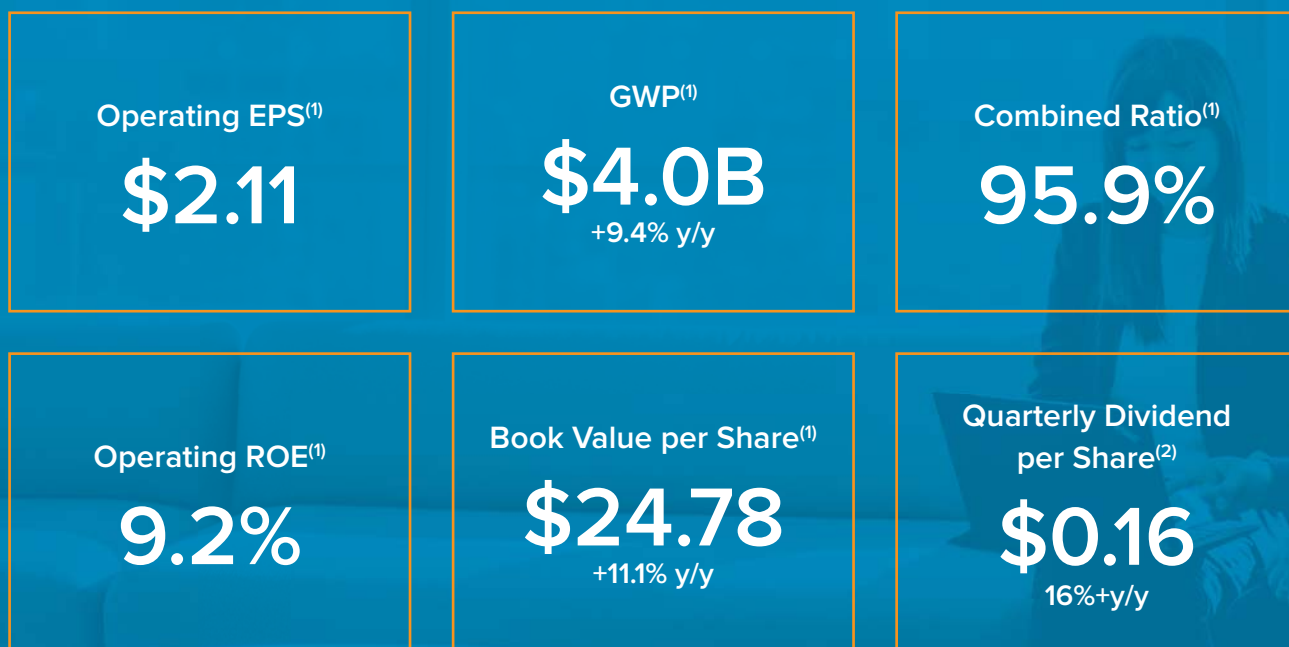 Operating EPS(1)
$2.11
GWP(1)
$4.0B
+9.4% y/y
Combined Ratio(1)
95.9%
Operating ROE(1)
9.2%
Book Value per Share(1)
$24.78
+11.1% y/y
Quarterly Dividend
per Share(2)
$0.16
16%+y/y